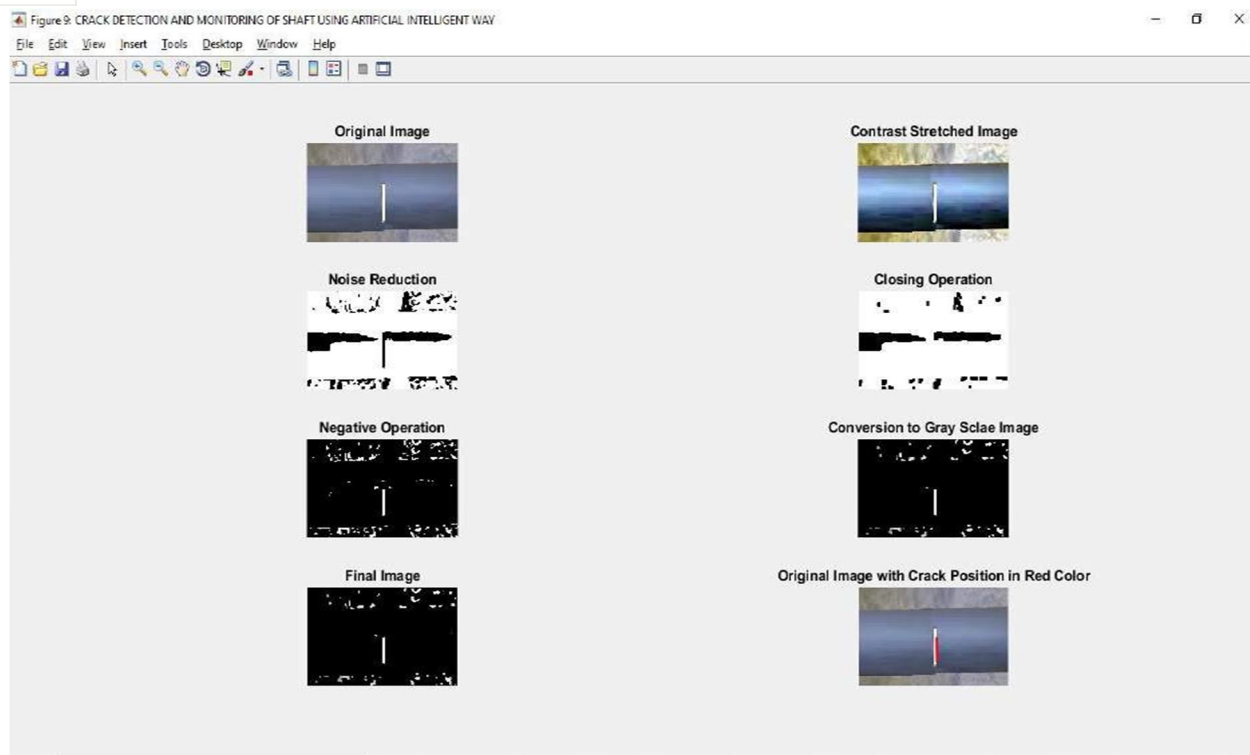 Figure 9: CRACK DETECTION AND MONITORING OF SHAFT USING ARTIFICIAL INTELLIGENT WAY
File Edit View Insert Tools Desktop Window Help
Original Image
Contrast Stretched Image
Noise Reduction
Closing Operation
Negative Operation
Conversion to Gray Sclae Image
Final Image
Original Image with Crack Position in Red Color